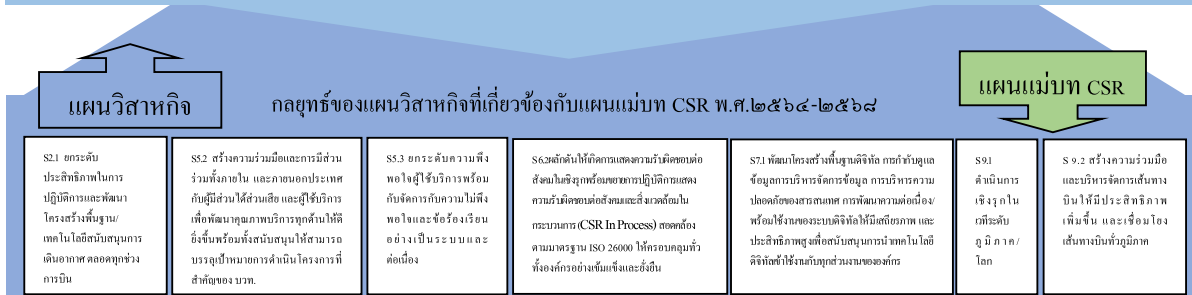 แผนวิสาหกิจ
กลยุทธ์ของแผนวิสาหกิจที่เกี่ยวข้องกับแผนแม่บท CSR พ.ศ.๒๕๖๔-๒๕๖๘
แผนแม่บท CSR
S2.1 ยกระดับ
ประสิทธิภาพในการ
ปฏิบัติการและพัฒนา
โครงสร้างพื้นฐาน/
เทคโนโลยีสนับสนุนการ
เดินอากาศ ตลอดทุกช่วง
การบิน
S5.2 สร้างความร่วมมือและการมีส่วน
ร่วมทั้งภายใน และภายนอกประเทศ
กับผู้มีส่วนได้ส่วนเสีย และผู้ใช้บริการ
เพื่อพัฒนาคุณภาพบริการทุกด้านให้ดี
ยิ่งขึ้นพร้อมทั้งสนับสนุนให้สามารถ
บรรลุเป้าหมายการดำเนินโครงการที่
สำคัญของ บวท.
S5.3 ยกระดับความพึง
พอใจผู้ใช้บริการพร้อม
กับจัดการกับความไม่พึง
พอใจและข้อร้องเรียน
อย่างเป็นระบบและ
ต่อเนื่อง
S6.2ผลักดันให้เกิดการแสดงความรับผิดชอบต่อ
สังคมในเชิงรุกพร้อมขยายการปฏิบัติการแสดง
ความรับผิดชอบต่อสังคมและสิ่งแวดล้อมใน
กระบวนการ (CSR In Process) สอดคล้อง
ตามมาตรฐาน ISO 26000 ให้ครอบคลุมทั่ว
ทั้งองค์กรอย่างเข้มแข็งและยั่งยืน
S7.1 พัฒนาโครงสร้างพื้นฐานดิจิทัล การกำกับดูแล
ข้อมูลการบริหารจัดการข้อมูล การบริหารความ
ปลอดภัยของสารสนเทศ การพัฒนาความต่อเนื่อง/
พร้อมใช้งานของระบบดิจิทัลให้มีเสถียรภาพ และ
ประสิทธิภาพสูงเพื่อสนับสนุนการนำเทคโนโลยี
ดิจิทัลเข้าใช้งานกับทุกส่วนงานขององค์กร
S 9.1
ดำเนินการ
เชิงรุกใน
เวทีระดับ
ภูมิภาค/
โลก
S 9.2 สร้างความร่วมมือ
และบริหารจัดการเส้นทาง
บินให้มีประสิทธิภาพ
เพิ่มขึ้น และเชื่อมโยง
เส้นทางบินทั่วภูมิภาค